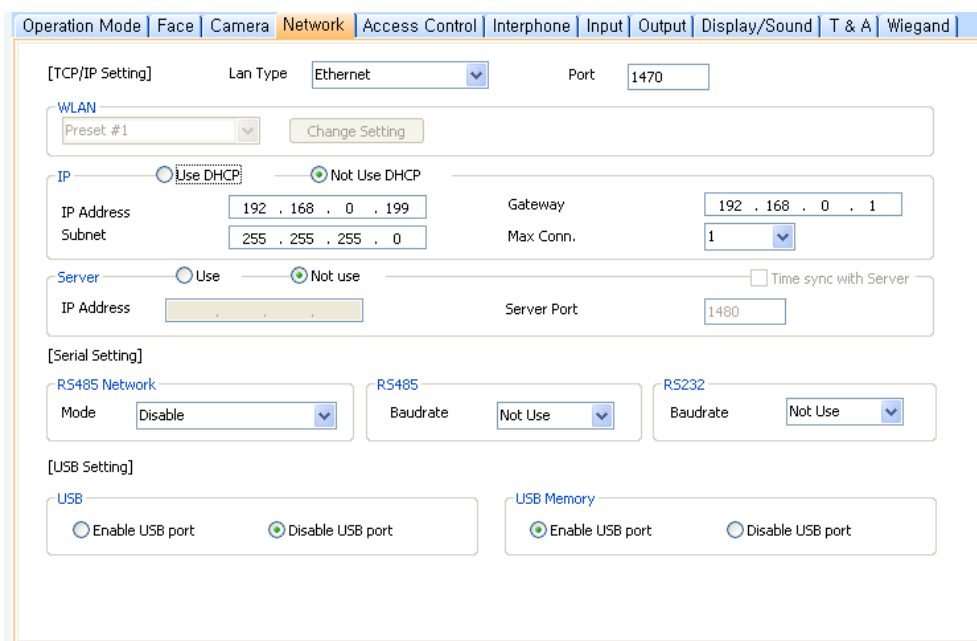 Operation Mode Face Camera Network Access Control Interphone Input Output Display/Sound T & A Wiegand
[TCP/IP Setting] Lan Type Ethernet Port 1470
WLAN
Preset #1 Change Setting
IP Use DHCP Not Use DHCP
IP Address 192 . 168 . 0 . 199 Gateway 192 . 168 . 0 . 1
Subnet 255 . 255 . 255 . 0 Max Conn. 1
Server Use Not use Time sync with Server
IP Address . . . Server Port 1480
[Serial Setting]
RS485 Network RS485 RS232
Mode Disable Baudrate Not Use Baudrate Not Use
[USB Setting]
USB USB Memory
Enable USB port Disable USB port Enable USB port Disable USB port